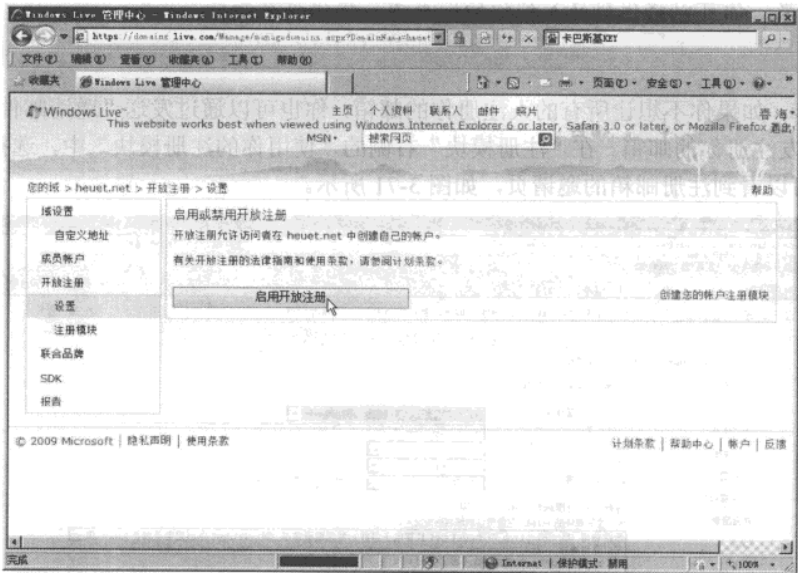 Windows Live 管理中心 - Windows Internet Explorer
卡巴斯基KEY
文件(F) 编辑(E) 查看(V) 收藏夹(A) 工具(T) 帮助(H)
收藏夹 Windows Live 管理中心 页面(P) 安全(S) 工具(O)
Windows Live™ 主页 个人资料 联系人 邮件 照片
This website works best when viewed using Windows Internet Explorer 6 or later, Safari 3.0 or later, or Mozilla Firefox 退出
MSN 搜索网页
您的域 > heuet.net > 开放注册 > 设置 帮助
域设置
自定义地址
成员帐户
开放注册
设置
注册模块
联合品牌
SDK
报告
启用或禁用开放注册
开放注册允许访问者在 heuet.net 中创建自己的帐户。
有关开放注册的法律指南和使用条款，请参阅计划条款。
启用开放注册
创建您的帐户注册模块
© 2009 Microsoft | 隐私声明 | 使用条款 计划条款 | 帮助中心 | 帐户 | 反馈
完成 Internet | 保护模式: 禁用 100%